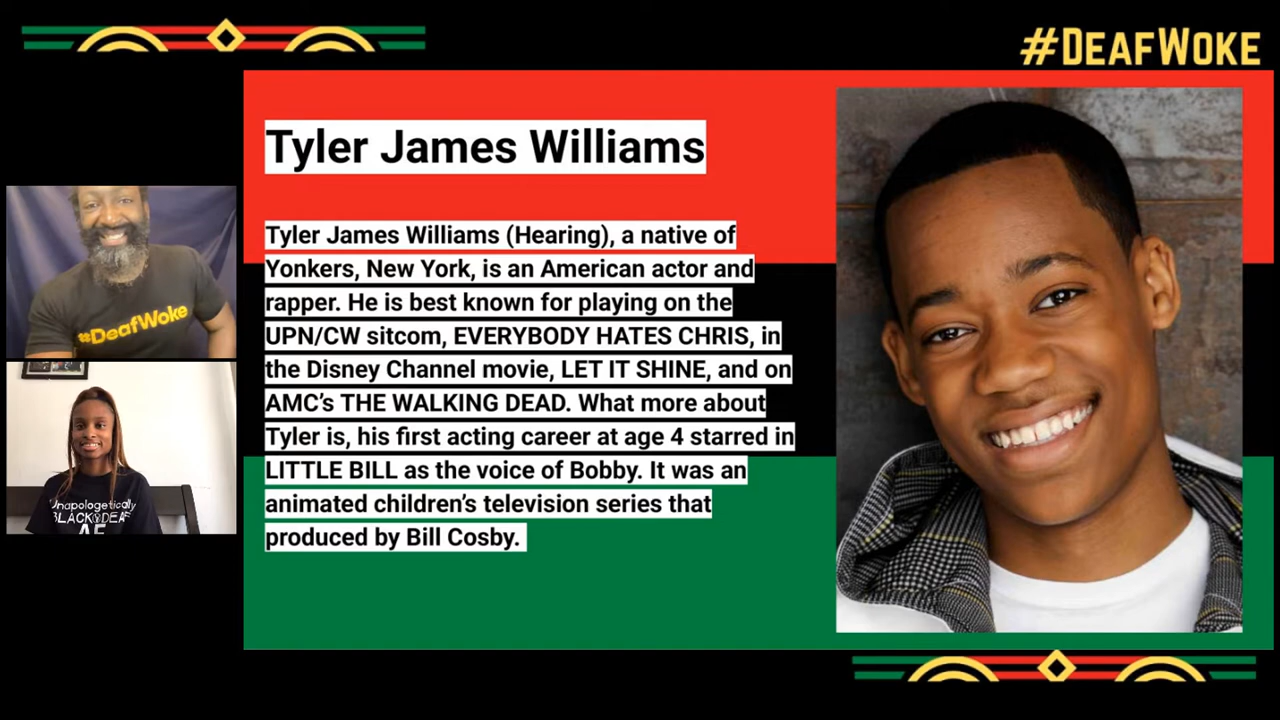 #DEAFWOKE
Tyler James Williams
Tyler James Williams (Hearing), a native of
Yonkers, New York, is an American actor and
rapper. He is best known for playing on the
UPN/CW sitcom, EVERYBODY HATES CHRIS, in
the Disney Channel movie, LET IT SHINE, and on
AMC’s THE WALKING DEAD. What more about
Tyler is, his first acting career at age 4 starred in
LITTLE BILL as the voice of Bobby. It was an
animated children’s television series that
produced by Bill Cosby.
#DeafWoke
Unapologetically
BLACK&DEAF
AF